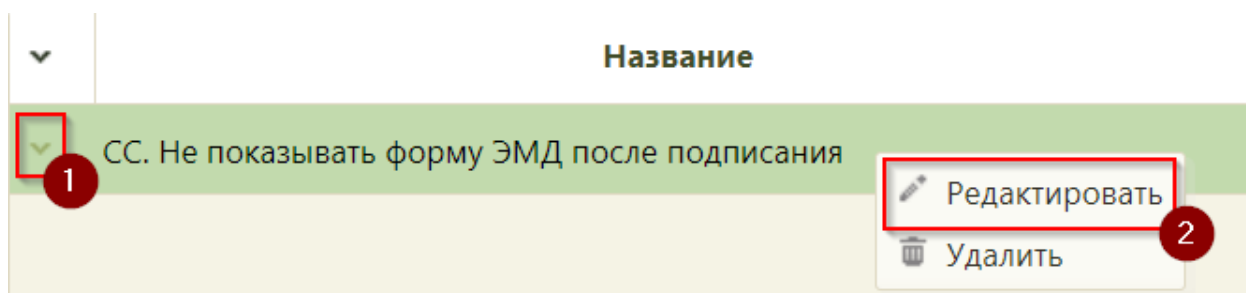 Название
СС. Не показывать форму ЭМД после подписания
1
Редактировать
2
Удалить